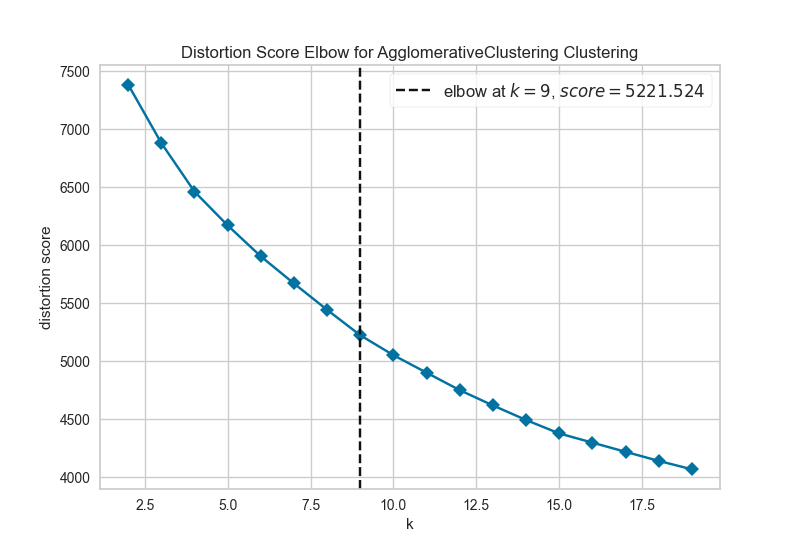 Distortion Score Elbow for AgglomerativeClustering Clustering
elbow at k = 9, score = 5221.524
7500
7000
6500
6000
5500
5000
4500
4000
distortion score
2.5 5.0 7.5 10.0 12.5 15.0 17.5
k